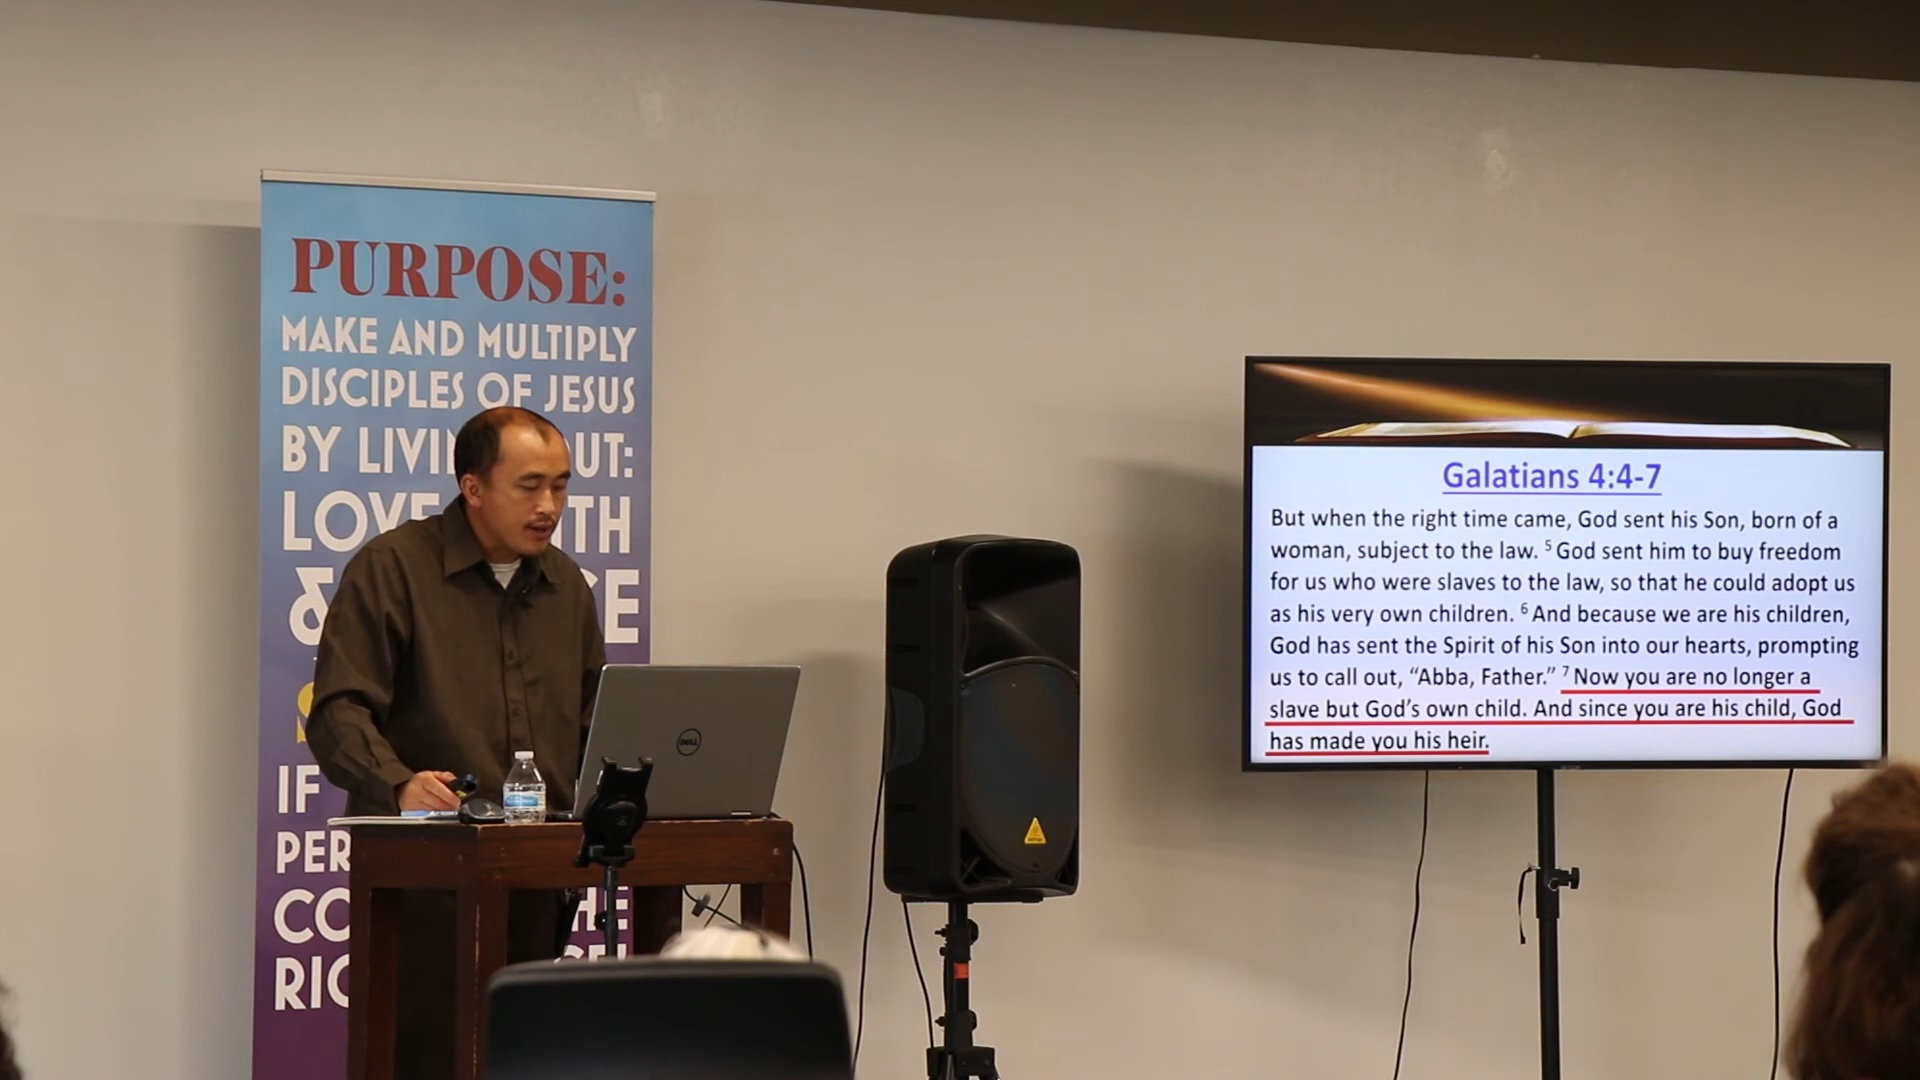 PURPOSE:
MAKE AND MULTIPLY
DISCIPLES OF JESUS
BY LIVI UT:
LOVE TH
& CE
S
IF
PER
CO HE
RIG
DELL
Galatians 4:4-7
But when the right time came, God sent his Son, born of a
woman, subject to the law. 5 God sent him to buy freedom
for us who were slaves to the law, so that he could adopt us
as his very own children. 6 And because we are his children,
God has sent the Spirit of his Son into our hearts, prompting
us to call out, “Abba, Father.” 7 Now you are no longer a
slave but God’s own child. And since you are his child, God
has made you his heir.